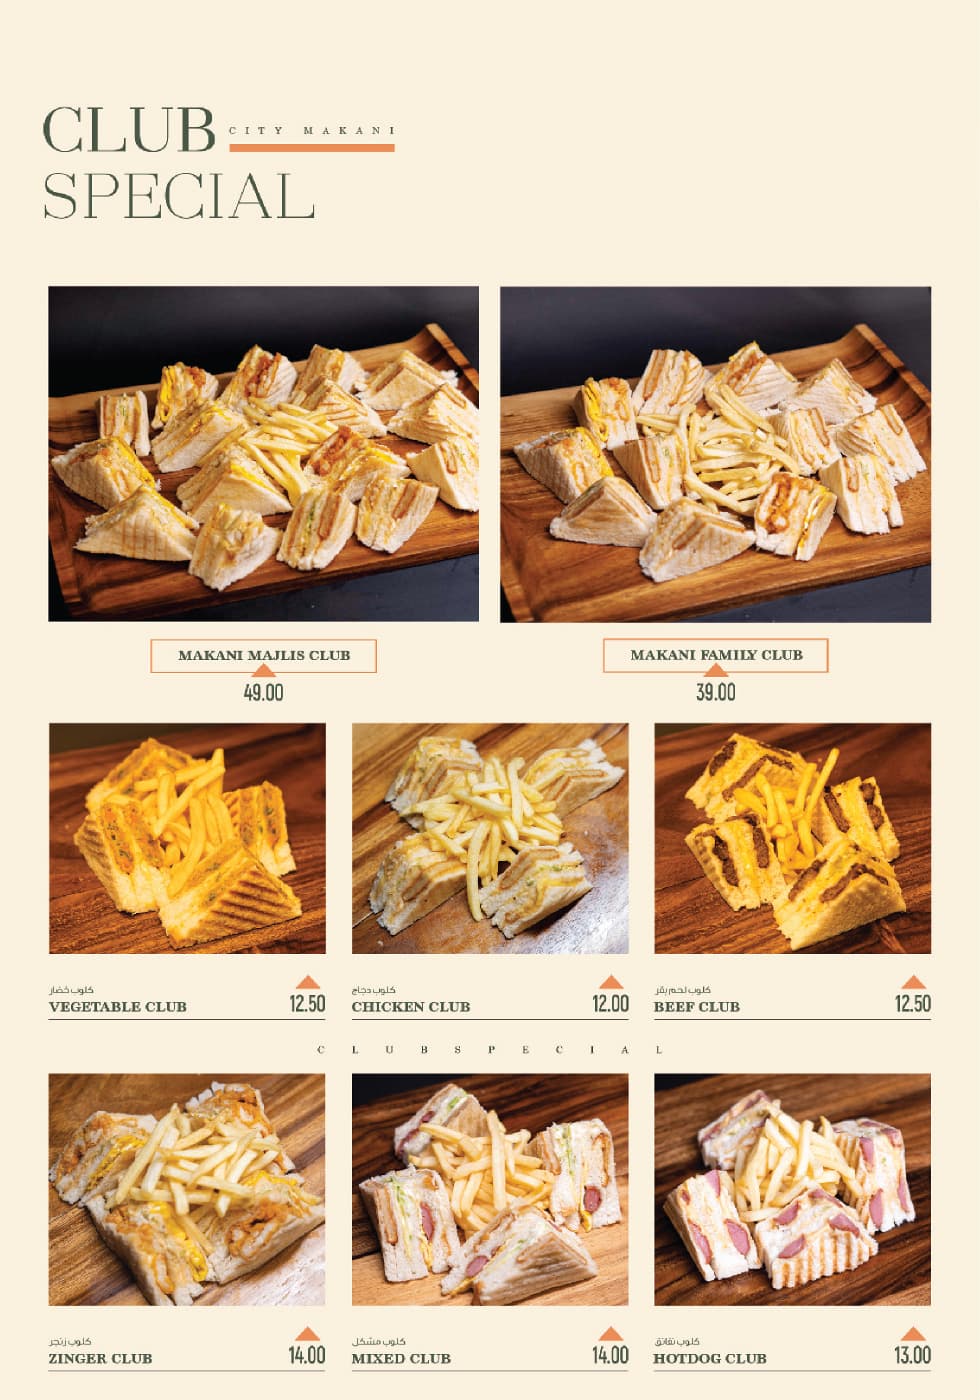 CLUB
CITY MAKANI
SPECIAL
MAKANI MAJLIS CLUB
49.00
MAKANI FAMILY CLUB
39.00
كلوب خضار
VEGETABLE CLUB
12.50
كلوب دجاج
CHICKEN CLUB
12.00
كلوب لحم بقر
BEEF CLUB
12.50
CLUBSPECIAL
كلوب زنجر
ZINGER CLUB
14.00
كلوب مشكل
MIXED CLUB
14.00
كلوب نقانق
HOTDOG CLUB
13.00